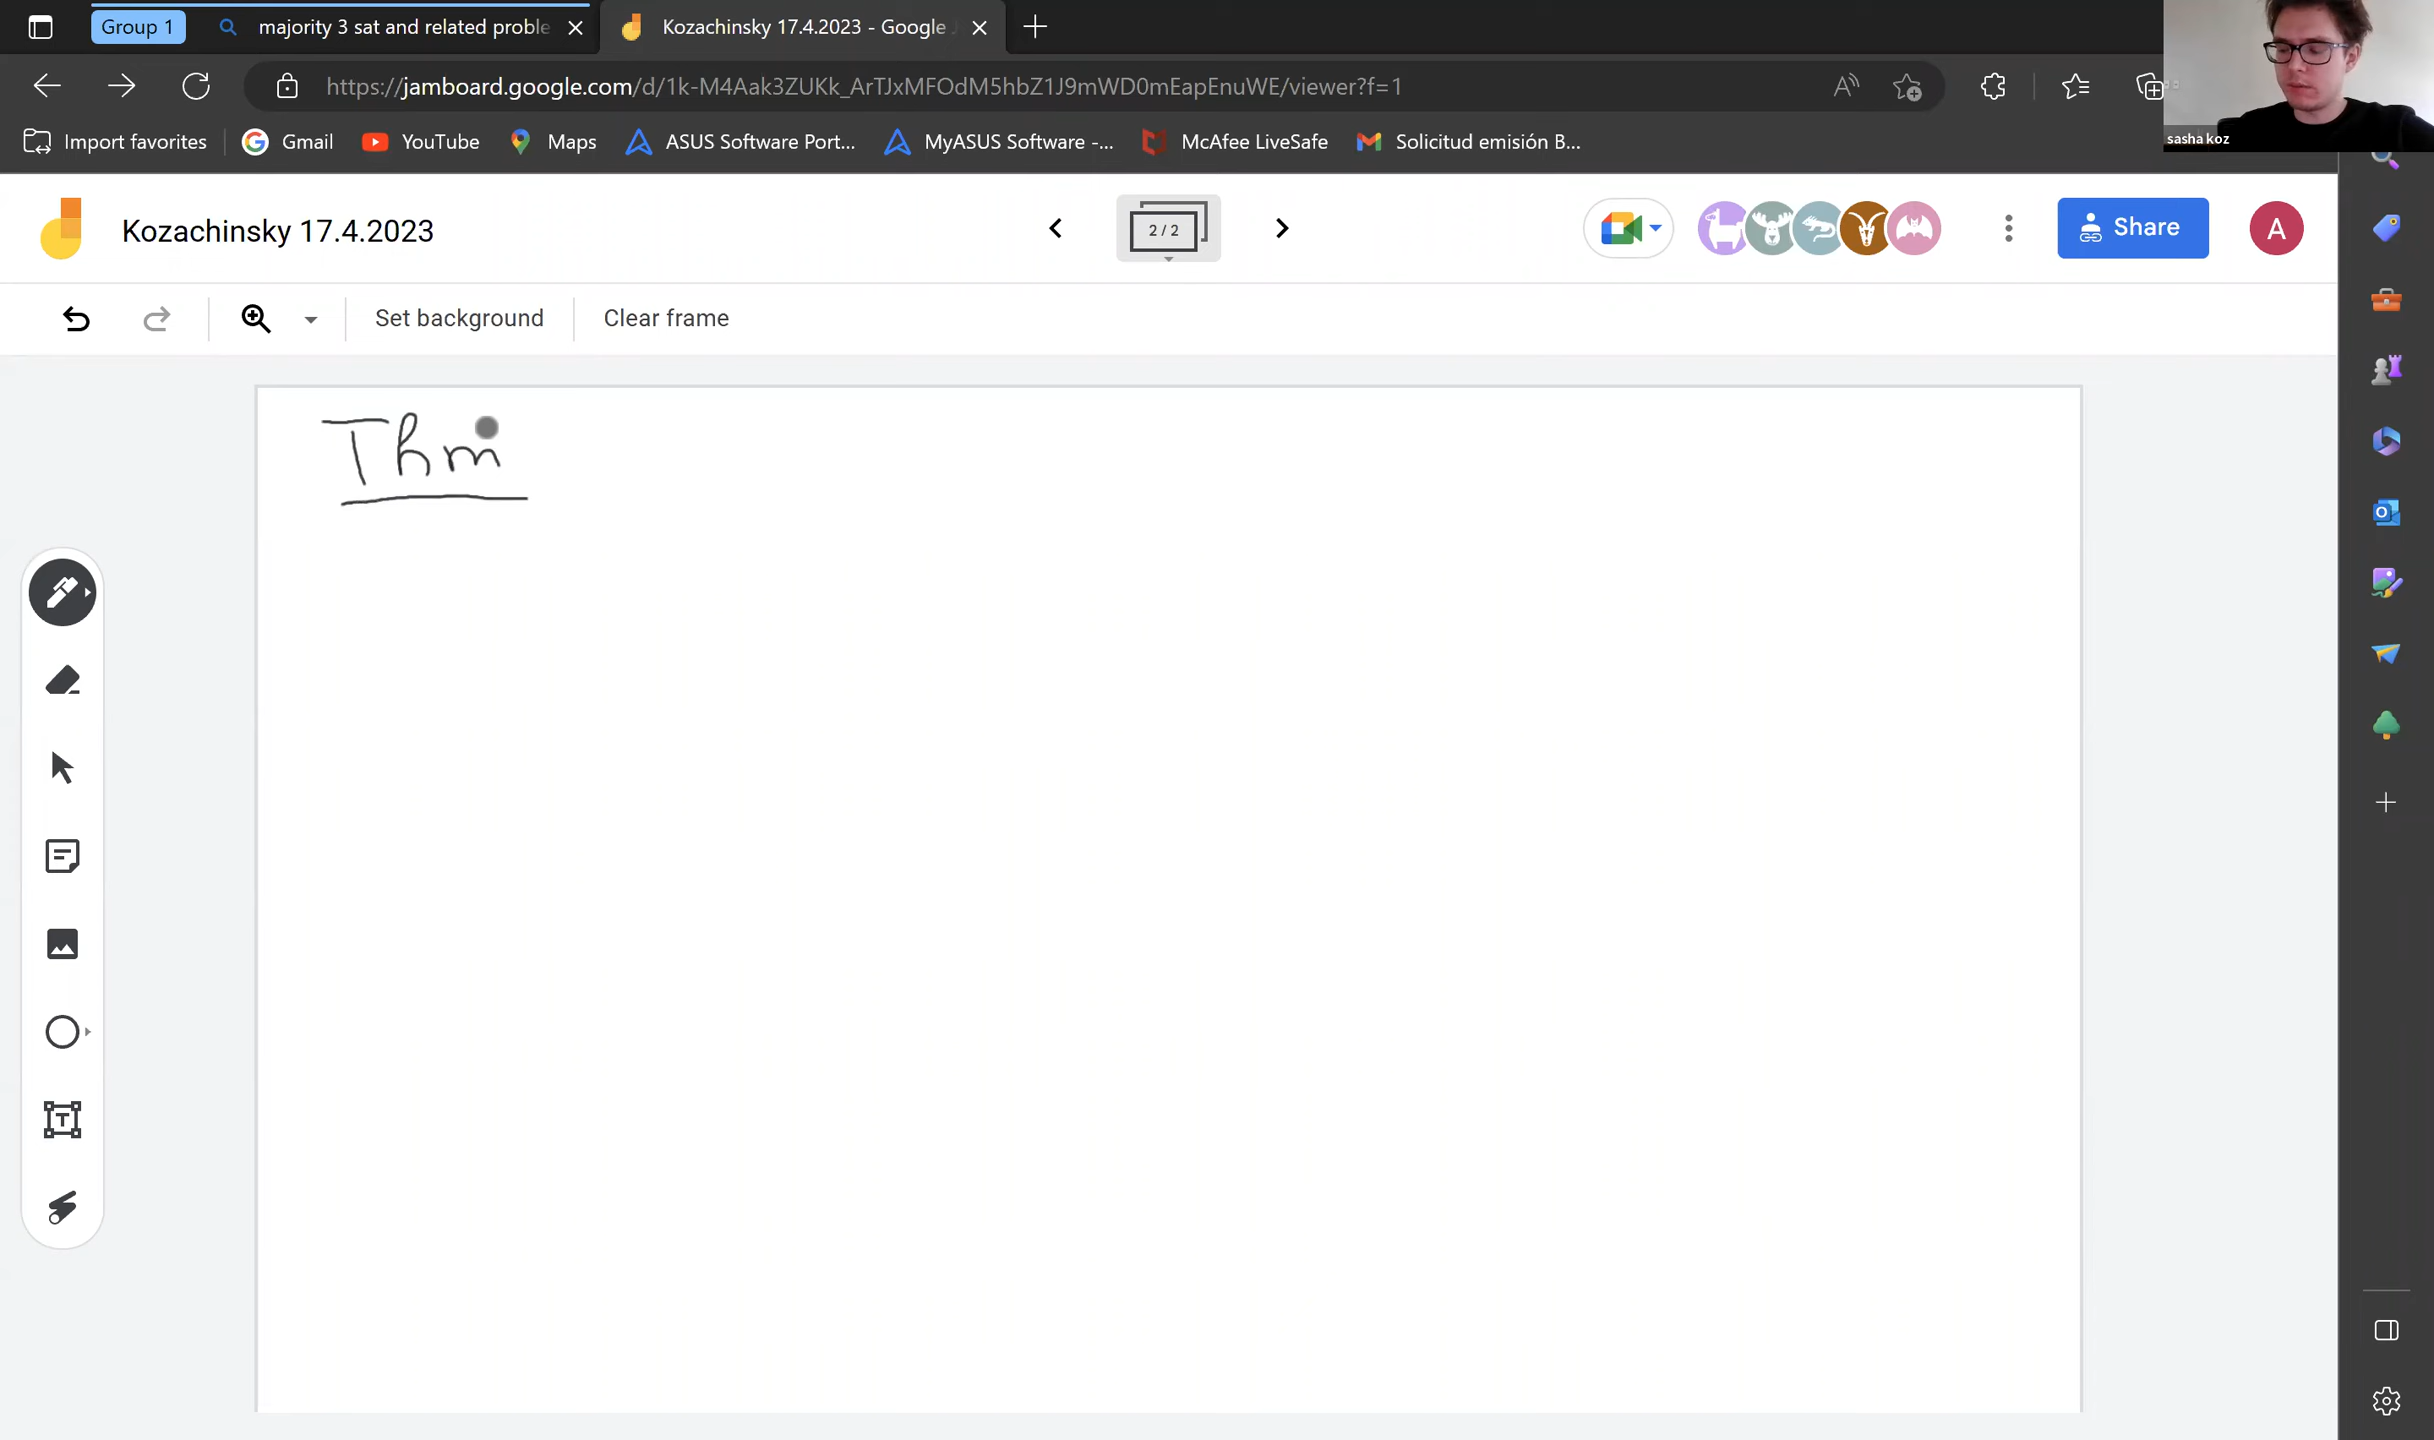 Group 1
majority 3 sat and related proble
Kozachinsky 17.4.2023 - Google J
https://jamboard.google.com/d/1k-M4Aak3ZUKk_ArTJxMFOdM5hbZ1J9mWD0mEapEnuWE/viewer?f=1
sasha koz
Import favorites
Gmail
YouTube
Maps
ASUS Software Port...
MyASUS Software -...
McAfee LiveSafe
Solicitud emisión B...
Kozachinsky 17.4.2023
2 / 2
Share
A
Set background
Clear frame
Thm